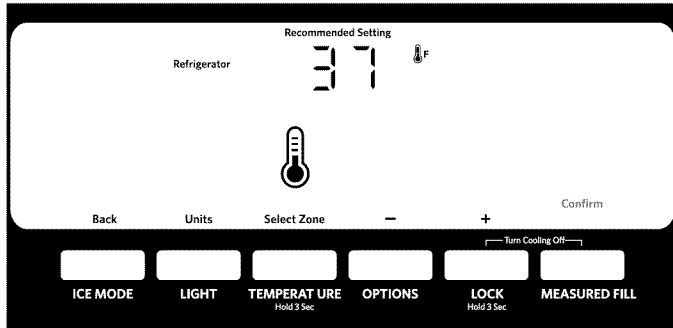 Recommended Setting
Refrigerator 37 F
Back Units Select Zone − + Confirm
Turn Cooling Off
ICE MODE LIGHT TEMPERAT URE OPTIONS LOCK MEASURED FILL
Hold 3 Sec Hold 3 Sec